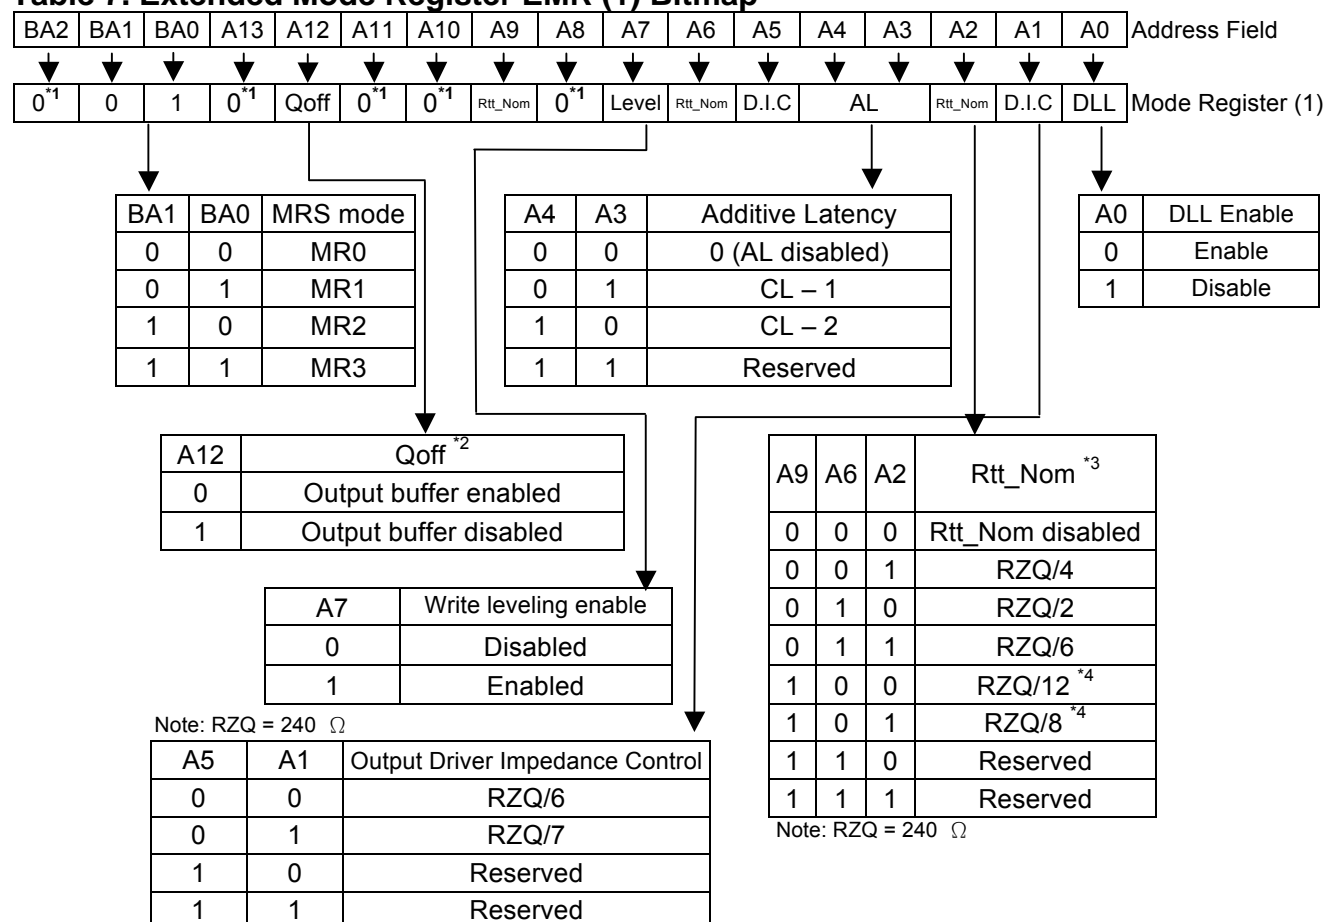 Table 7. Extended Mode Register EMR (1) Bitmap
BA2 BA1 BA0 A13 A12 A11 A10 A9 A8 A7 A6 A5 A4 A3 A2 A1 A0 Address Field
0*1 0 1 0*1 Qoff 0*1 0*1 Rtt_Nom 0*1 Level Rtt_Nom D.I.C AL Rtt_Nom D.I.C DLL Mode Register (1)
BA1 BA0 MRS mode
0 0 MR0
0 1 MR1
1 0 MR2
1 1 MR3
A4 A3 Additive Latency
0 0 0 (AL disabled)
0 1 CL – 1
1 0 CL – 2
1 1 Reserved
A0 DLL Enable
0 Enable
1 Disable
A12 Qoff *2
0 Output buffer enabled
1 Output buffer disabled
A9 A6 A2 Rtt_Nom *3
0 0 0 Rtt_Nom disabled
0 0 1 RZQ/4
0 1 0 RZQ/2
0 1 1 RZQ/6
1 0 0 RZQ/12 *4
1 0 1 RZQ/8 *4
1 1 0 Reserved
1 1 1 Reserved
Note: RZQ = 240 Ω
A7 Write leveling enable
0 Disabled
1 Enabled
Note: RZQ = 240 Ω
A5 A1 Output Driver Impedance Control
0 0 RZQ/6
0 1 RZQ/7
1 0 Reserved
1 1 Reserved